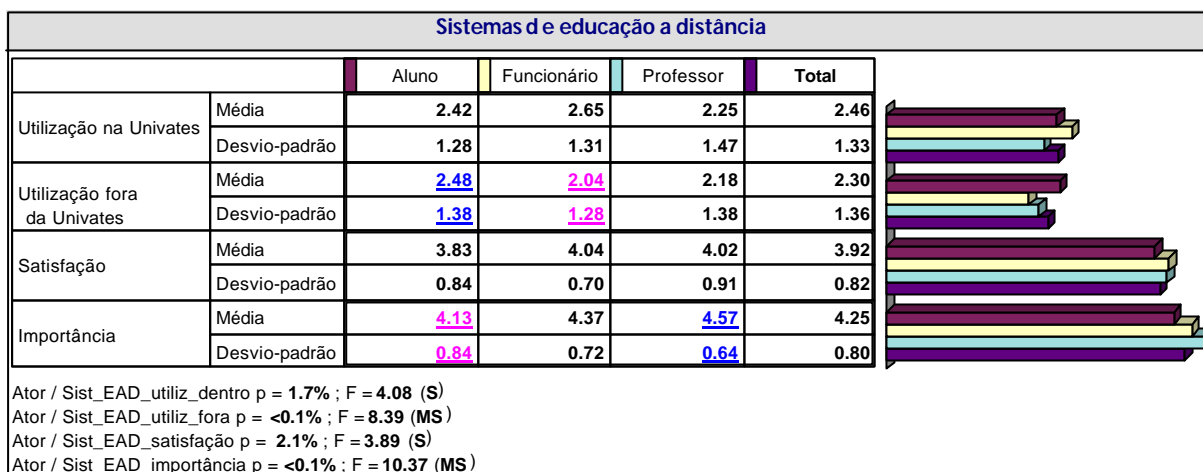 Sistemas d e educação a distância
Aluno Funcionário Professor Total
Utilização na Univates Média 2.42 2.65 2.25 2.46
Desvio-padrão 1.28 1.31 1.47 1.33
Utilização fora da Univates Média 2.48 2.04 2.18 2.30
Desvio-padrão 1.38 1.28 1.38 1.36
Satisfação Média 3.83 4.04 4.02 3.92
Desvio-padrão 0.84 0.70 0.91 0.82
Importância Média 4.13 4.37 4.57 4.25
Desvio-padrão 0.84 0.72 0.64 0.80
Ator / Sist_EAD_utiliz_dentro p = 1.7% ; F = 4.08 (S)
Ator / Sist_EAD_utiliz_fora p = <0.1% ; F = 8.39 (MS)
Ator / Sist_EAD_satisfação p = 2.1% ; F = 3.89 (S)
Ator / Sist_EAD_importância p = <0.1% ; F = 10.37 (MS)